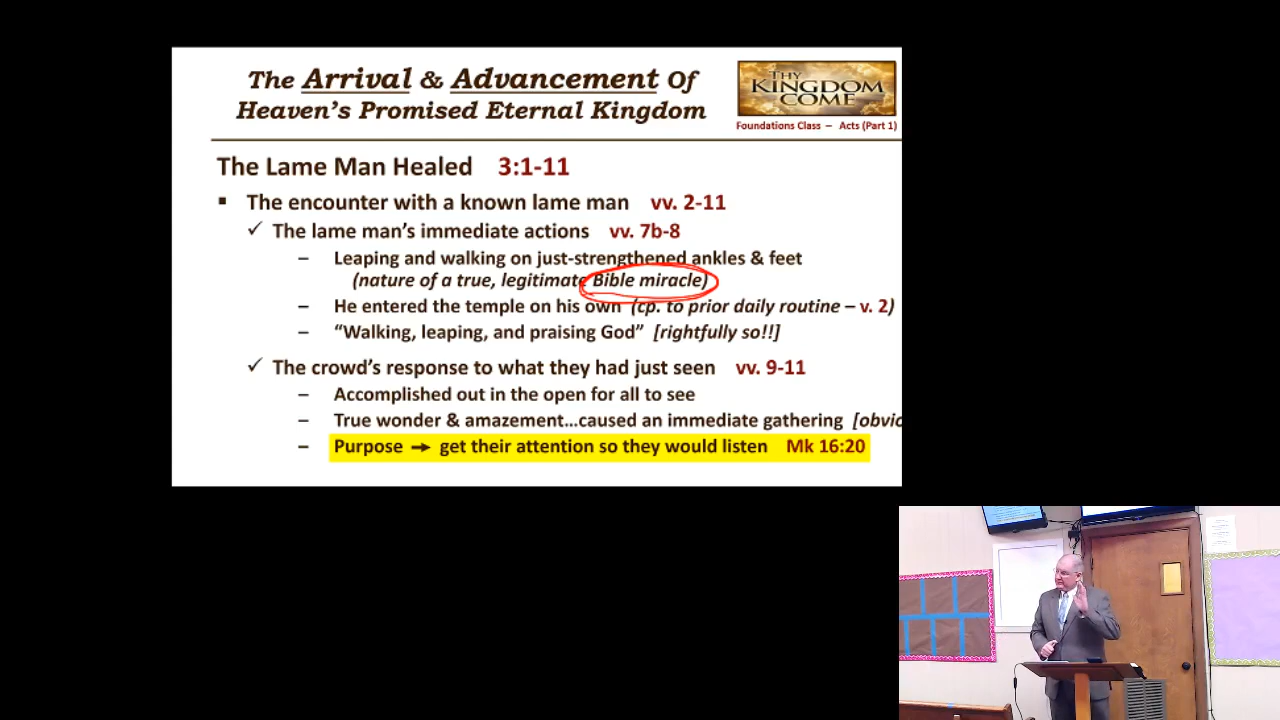 The Arrival & Advancement Of
Heaven's Promised Eternal Kingdom
THY
KINGDOM
COME
Foundations Class – Acts (Part 1)
The Lame Man Healed 3:1-11
▪ The encounter with a known lame man vv. 2-11
✓ The lame man's immediate actions vv. 7b-8
– Leaping and walking on just-strengthened ankles & feet
(nature of a true, legitimate Bible miracle)
– He entered the temple on his own (cp. to prior daily routine – v. 2)
– “Walking, leaping, and praising God” [rightfully so!!]
✓ The crowd's response to what they had just seen vv. 9-11
– Accomplished out in the open for all to see
– True wonder & amazement…caused an immediate gathering
– Purpose → get their attention so they would listen Mk 16:20